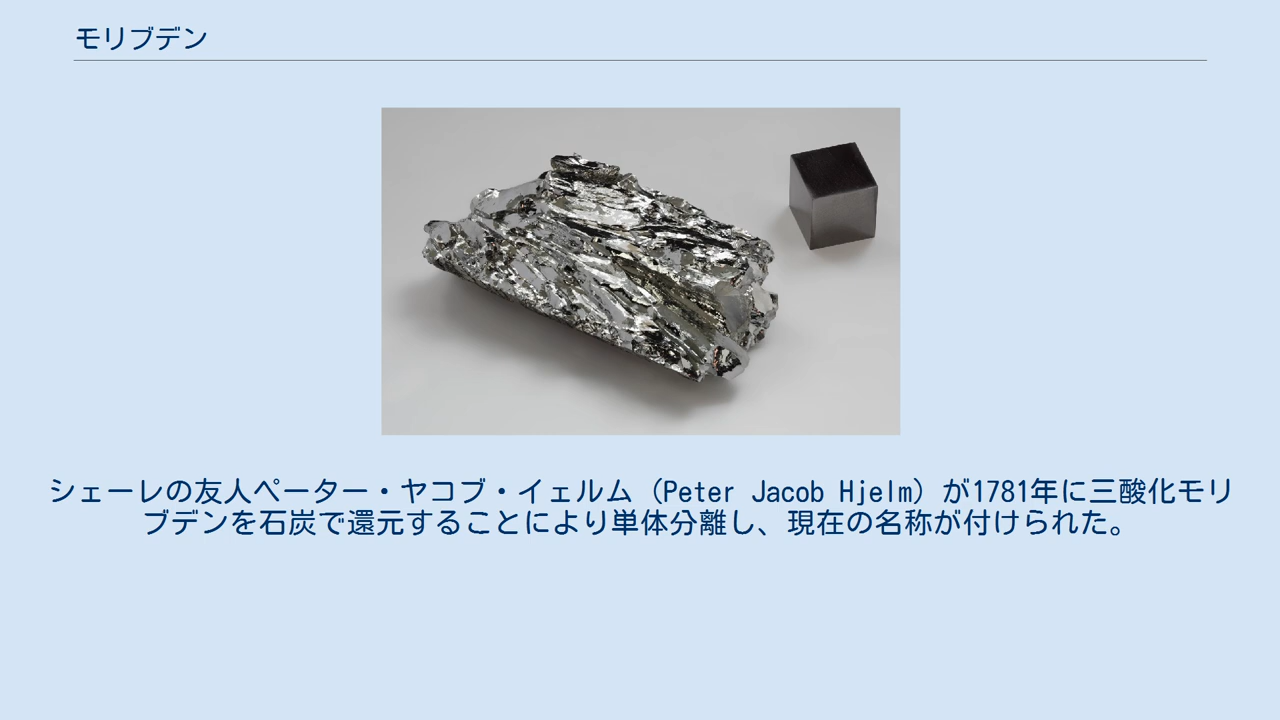 モリブデン
シェーレの友人ペーター・ヤコブ・イェルム（Peter Jacob Hjelm）が1781年に三酸化モリ
ブデンを石炭で還元することにより単体分離し、現在の名称が付けられた。